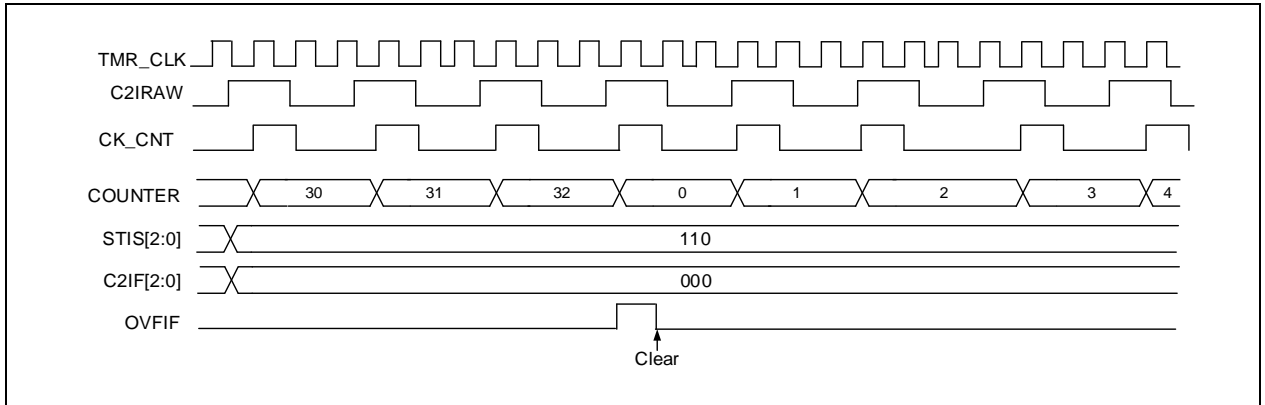 TMR_CLK
C2IRAW
CK_CNT
COUNTER 30 31 32 0 1 2 3 4
STIS[2:0] 110
C2IF[2:0] 000
OVFIF
Clear